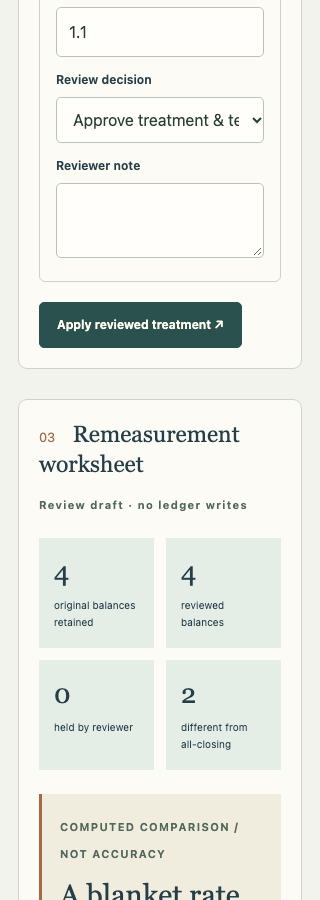 1.1
Review decision
Approve treatment & te
Reviewer note
Apply reviewed treatment ↗
03 Remeasurement
worksheet
Review draft · no ledger writes
4
original balances
retained
4
reviewed
balances
0
held by reviewer
2
different from
all-closing
COMPUTED COMPARISON /
NOT ACCURACY
A blanket rate